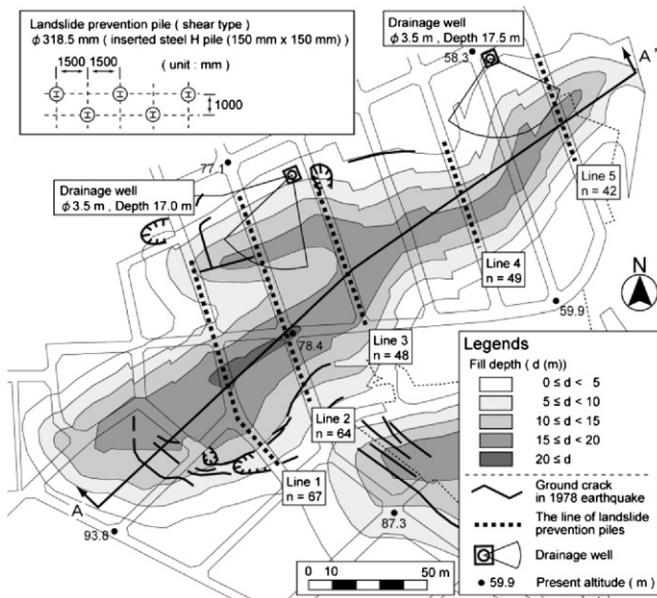 Landslide prevention pile ( shear type )
φ 318.5 mm ( inserted steel H pile (150 mm x 150 mm) )
1500 1500
( unit : mm )
1000
Drainage well
φ 3.5 m , Depth 17.5 m
58.3
A'
77.1
Drainage well
φ 3.5 m , Depth 17.0 m
Line 5
n = 42
Line 4
n = 49
N
59.9
Line 3
n = 48
78.4
Line 2
n = 64
Line 1
n = 67
A
93.8
87.3
0 10 50 m
Legends
Fill depth ( d (m))
0 ≤ d < 5
5 ≤ d < 10
10 ≤ d < 15
15 ≤ d < 20
20 ≤ d
Ground crack
in 1978 earthquake
The line of landslide
prevention piles
Drainage well
59.9 Present altitude ( m )